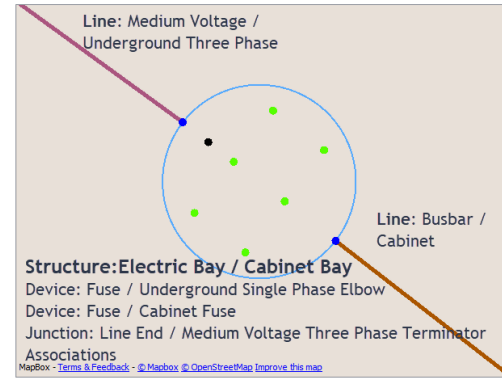 Line: Medium Voltage /
Underground Three Phase
Line: Busbar /
Cabinet
Structure:Electric Bay / Cabinet Bay
Device: Fuse / Underground Single Phase Elbow
Device: Fuse / Cabinet Fuse
Junction: Line End / Medium Voltage Three Phase Terminator
Associations
MapBox - Terms & Feedback - © Mapbox © OpenStreetMap Improve this map